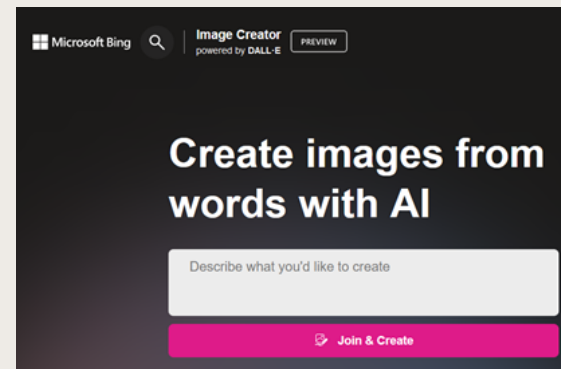 Microsoft Bing
Image Creator
powered by DALL·E
PREVIEW
Create images from
words with AI
Describe what you'd like to create
Join & Create